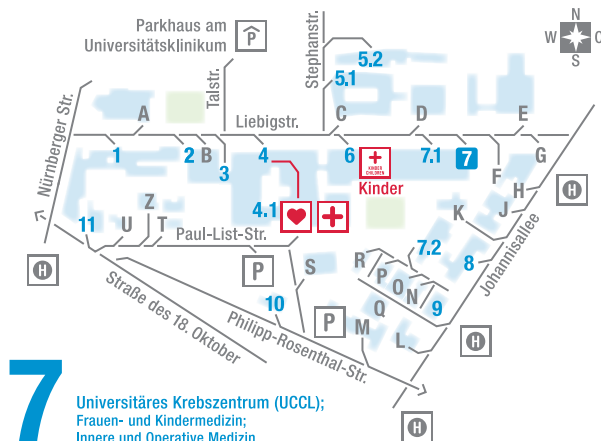 N
W
O
S
Parkhaus am
Universitätsklinikum
P
Stephanstr.
5.2
5.1
Talstr.
Nürnberger Str.
A
Liebigstr.
C
D
E
1
2
B
3
4
6
KINDER
CHILDREN
Kinder
7.1
7
F
G
H
H
J
K
4.1
Z
11
U
T
Paul-List-Str.
Johannisallee
7.2
R
P
O
N
8
9
H
P
S
Straße des 18. Oktober
10
P
Q
M
L
H
Philipp-Rosenthal-Str.
H
7
Universitäres Krebszentrum (UCCL);
Frauen- und Kindermedizin;
Innere und Operative Medizin